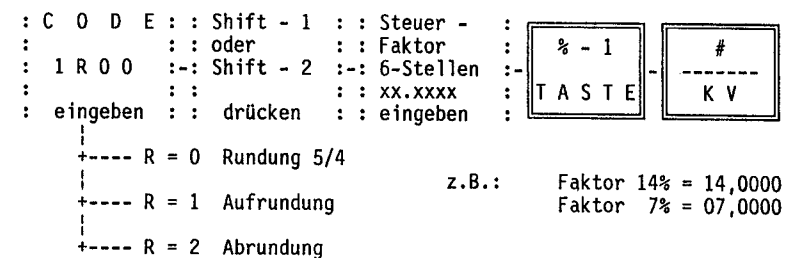 : C O D E : : Shift - 1 : : Steuer - :
: : : oder : : Faktor : % - 1 #
: 1 R 0 0 :-: Shift - 2 :-: 6-Stellen :- - -------
: : : : : xx.xxxx : T A S T E K V
: eingeben : : drücken : : eingeben :
+---- R = 0 Rundung 5/4
z.B.: Faktor 14% = 14,0000
+---- R = 1 Aufrundung Faktor 7% = 07,0000
+---- R = 2 Abrundung